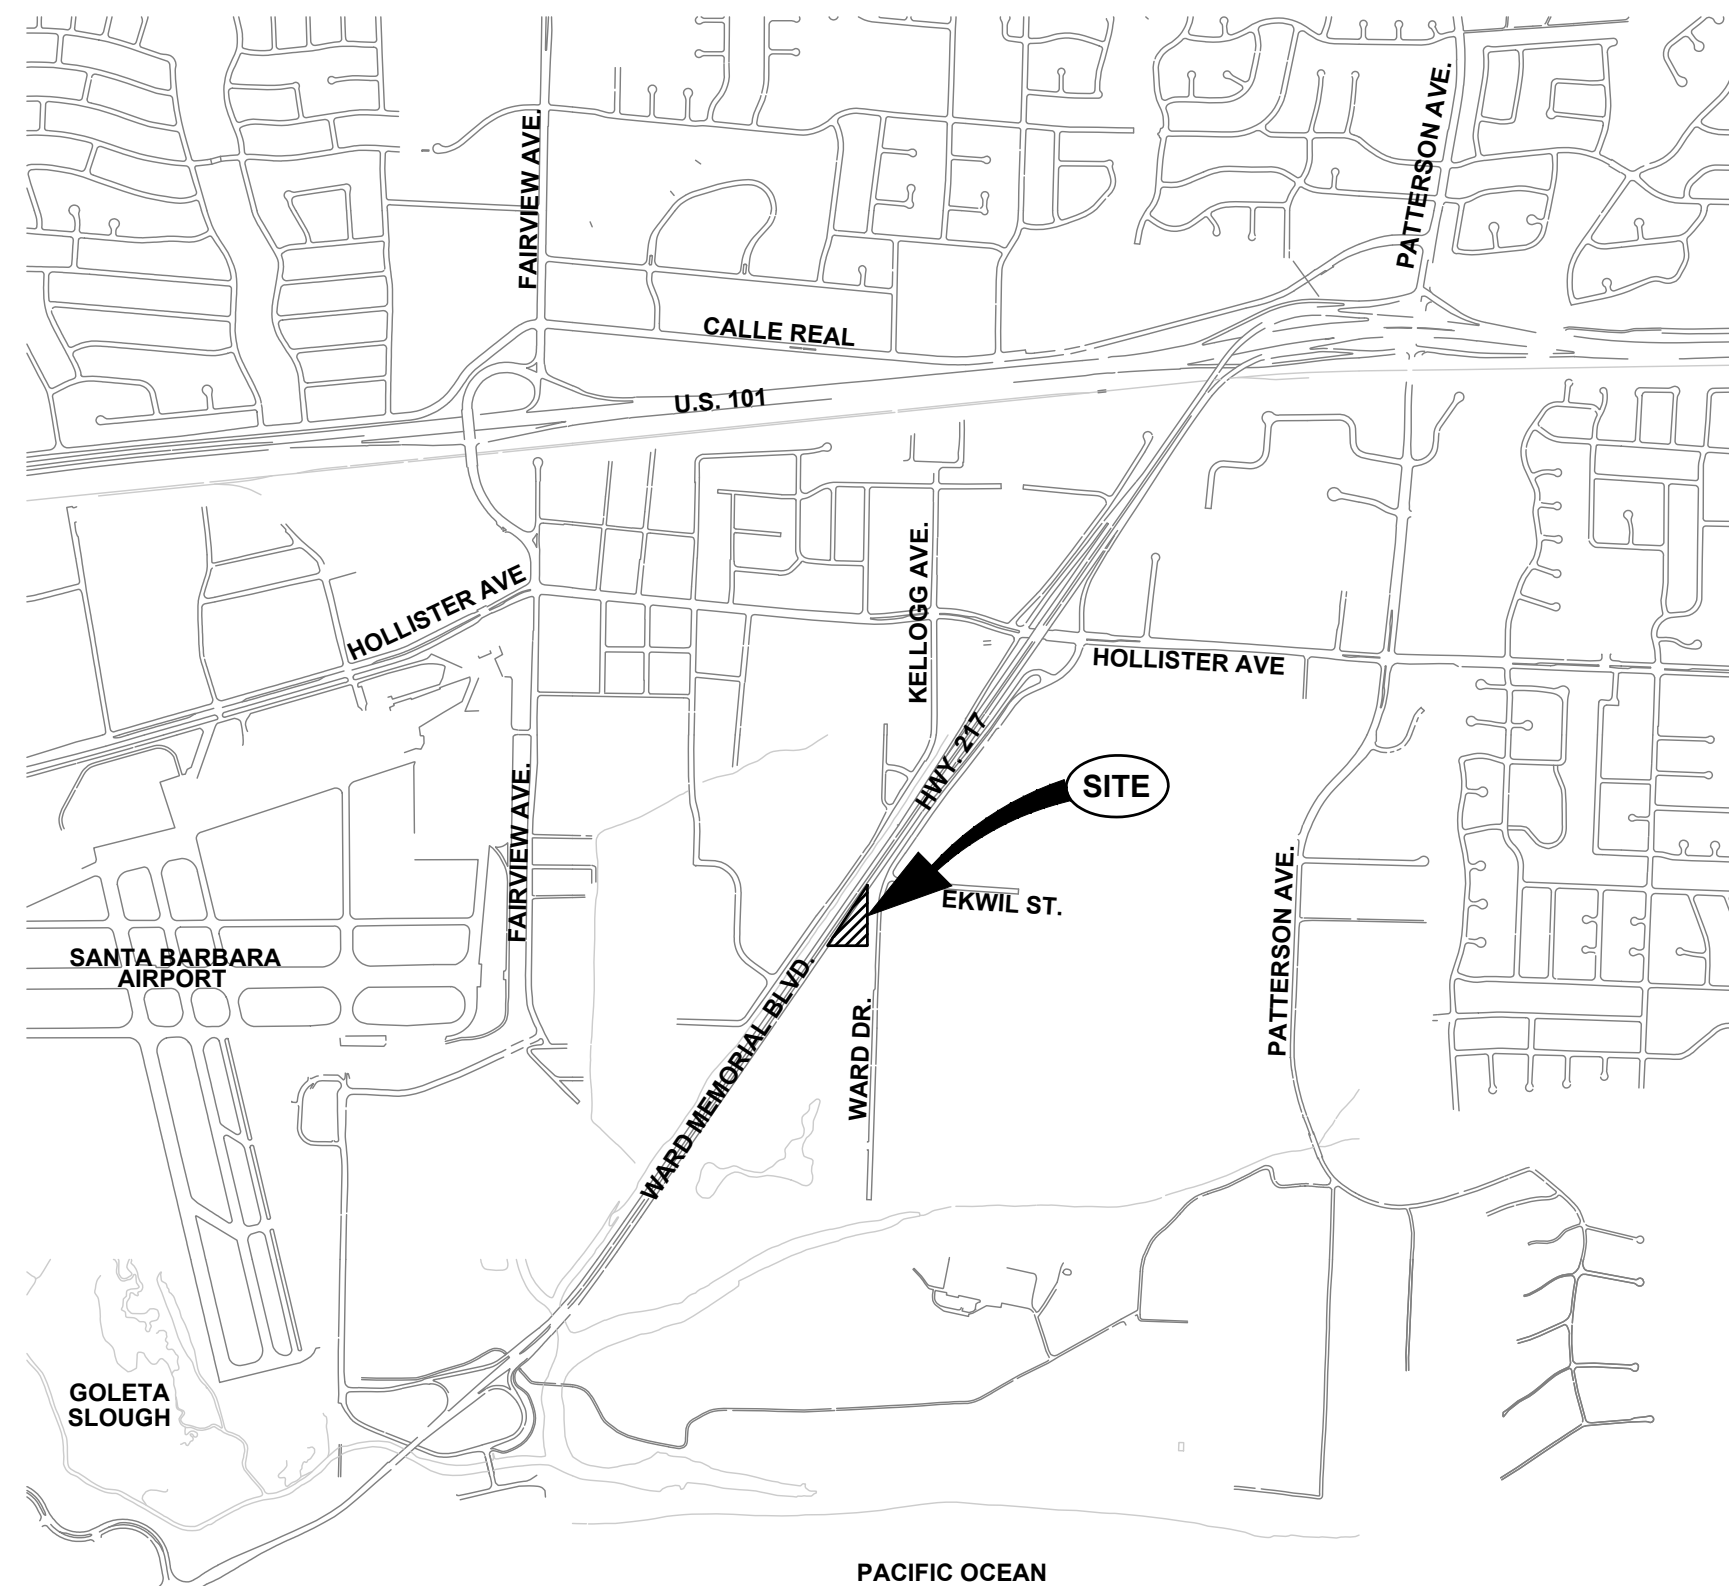 PATTERSON AVE.
FAIRVIEW AVE.
CALLE REAL
U.S. 101
KELLOGG AVE.
HOLLISTER AVE
HOLLISTER AVE
HWY. 217
SITE
FAIRVIEW AVE.
PATTERSON AVE.
EKWIL ST.
SANTA BARBARA
AIRPORT
WARD MEMORIAL BLVD.
WARD DR.
GOLETA
SLOUGH
PACIFIC OCEAN